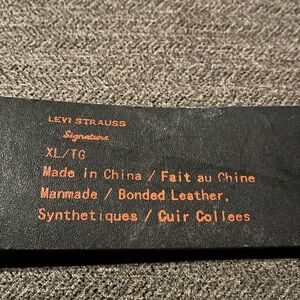 LEVI STRAUSS
Signature
XL/TG
Made in China / Fait au Chine
Manmade / Bonded Leather,
Synthetiques / Cuir Collees